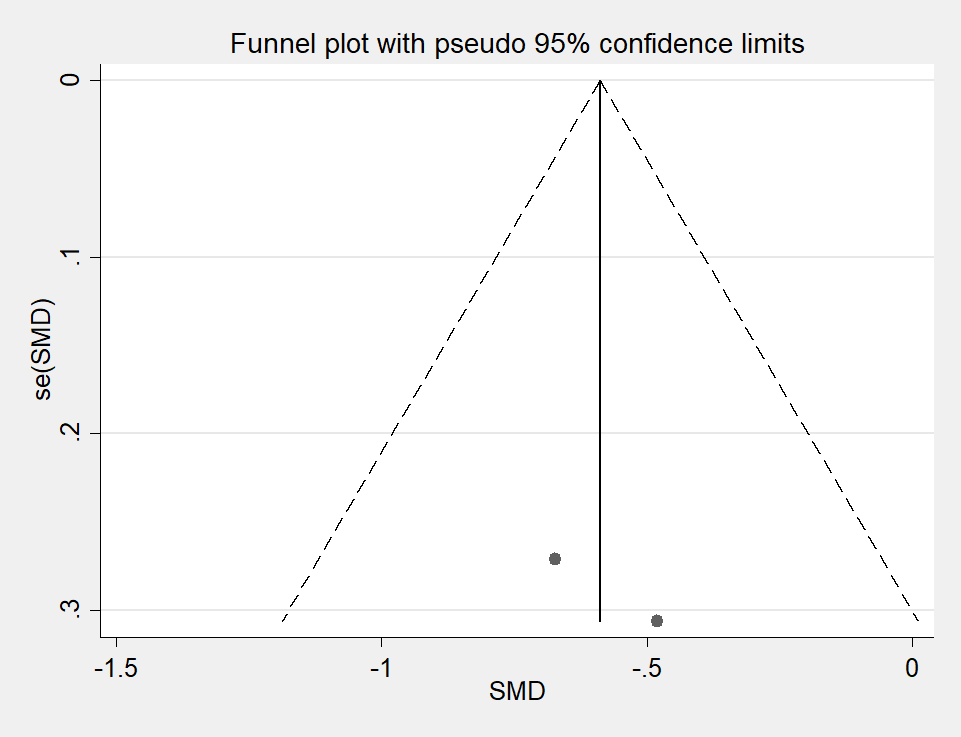 Funnel plot with pseudo 95% confidence limits
0
.1
.2
.3
se(SMD)
-1.5
-1
-.5
0
SMD